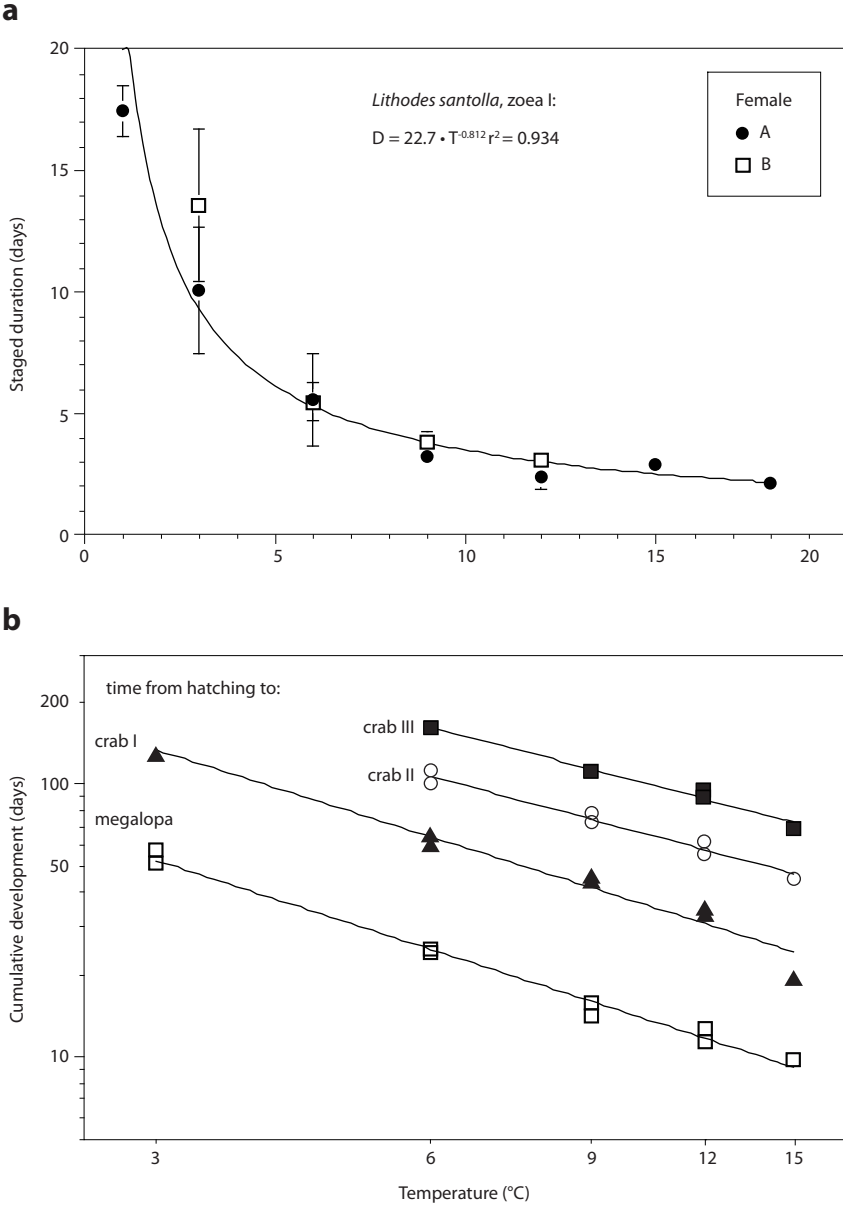 a
20
15
10
5
0
Staged duration (days)
Lithodes santolla, zoea I:
D = 22.7 • T-0.812 r2 = 0.934
Female
A
B
0
5
10
15
20
b
time from hatching to:
200
100
50
10
Cumulative development (days)
crab I
megalopa
crab III
crab II
3
6
9
12
15
Temperature (°C)